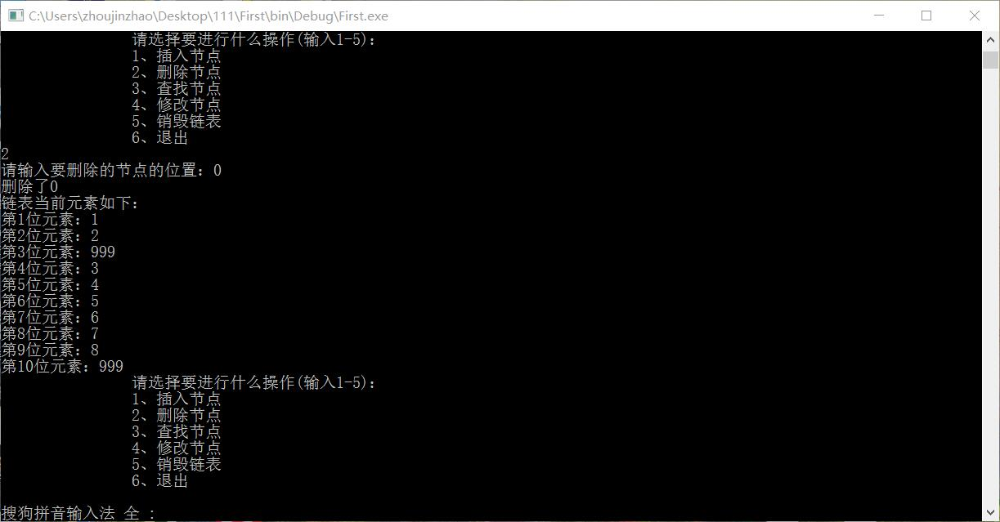 C:\Users\zhoujinzhao\Desktop\111\First\bin\Debug\First.exe
请选择要进行什么操作(输入1-5):
1、插入节点
2、删除节点
3、查找节点
4、修改节点
5、销毁链表
6、退出
2
请输入要删除的节点的位置: 0
删除了0
链表当前元素如下:
第1位元素: 1
第2位元素: 2
第3位元素: 999
第4位元素: 3
第5位元素: 4
第6位元素: 5
第7位元素: 6
第8位元素: 7
第9位元素: 8
第10位元素: 999
请选择要进行什么操作(输入1-5):
1、插入节点
2、删除节点
3、查找节点
4、修改节点
5、销毁链表
6、退出
搜狗拼音输入法 全 :